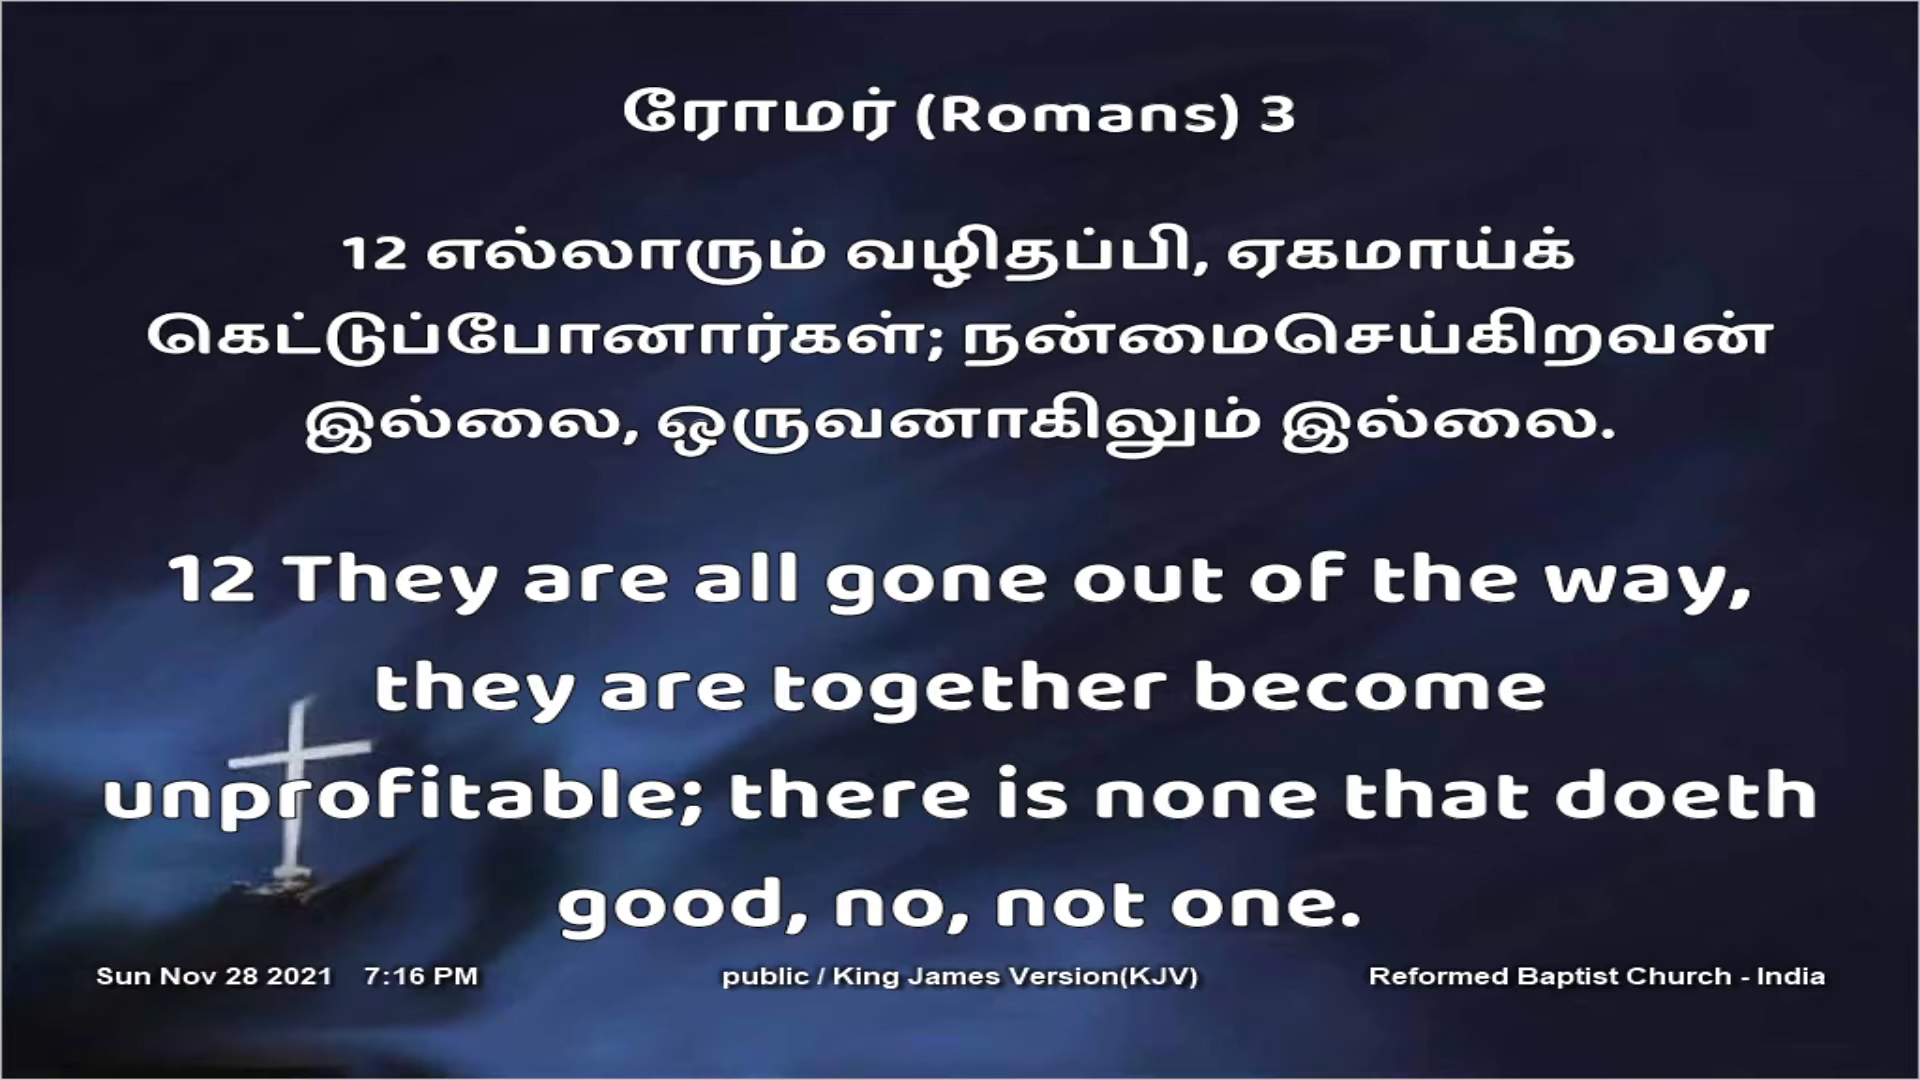 ரோமர் (Romans) 3
12 எல்லாரும் வழிதப்பி, ஏகமாய்க்
கெட்டுப்போனார்கள்; நன்மைசெய்கிறவன்
இல்லை, ஒருவனாகிலும் இல்லை.
12 They are all gone out of the way,
they are together become
unprofitable; there is none that doeth
good, no, not one.
Sun Nov 28 2021 7:16 PM public / King James Version(KJV) Reformed Baptist Church - India